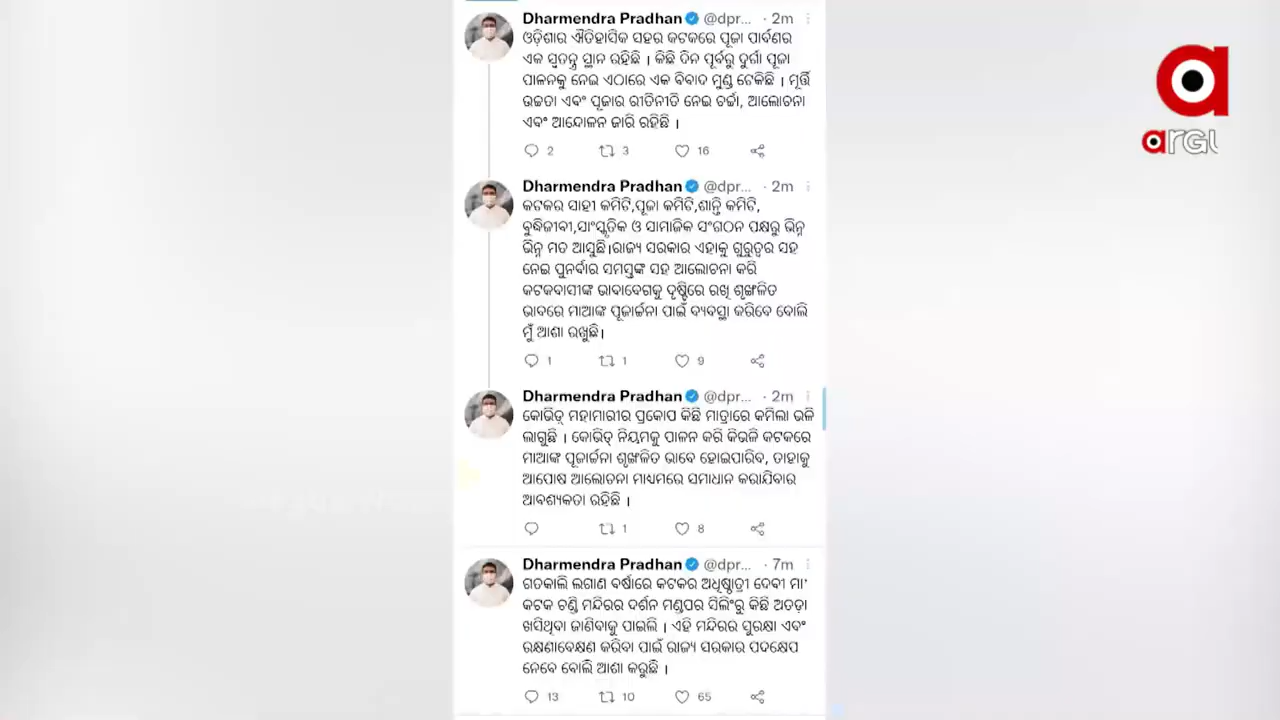 Dharmendra Pradhan @dpr... · 2m
ଓଡ଼ିଶାର ଐତିହାସିକ ସହର କଟକରେ ପୂଜା ପାର୍ବଣର
ଏକ ସ୍ୱତନ୍ତ୍ର ସ୍ଥାନ ରହିଛି । କିଛି ଦିନ ପୂର୍ବରୁ ଦୁର୍ଗା ପୂଜା
ପାଳନକୁ ନେଇ ଏଠାରେ ଏକ ବିବାଦ ମୁଣ୍ଡ ଟେକିଛି । ମୂର୍ତ୍ତି
ଉଚ୍ଚତା ଏବଂ ପୂଜାର ରୀତିନୀତି ନେଇ ଚର୍ଚ୍ଚା, ଆଲୋଚନା
ଏବଂ ଆନ୍ଦୋଳନ ଜାରି ରହିଛି ।
2 3 16
Dharmendra Pradhan @dpr... · 2m
କଟକର ସାହୀ କମିଟି,ପୂଜା କମିଟି,ଶାନ୍ତି କମିଟି,
ବୁଦ୍ଧିଜୀବୀ,ସାଂସ୍କୃତିକ ଓ ସାମାଜିକ ସଂଗଠନ ପକ୍ଷରୁ ଭିନ୍ନ
ଭିନ୍ନ ମତ ଆସୁଛି।ରାଜ୍ୟ ସରକାର ଏହାକୁ ଗୁରୁତ୍ୱର ସହ
ନେଇ ପୁନର୍ବାର ସମସ୍ତଙ୍କ ସହ ଆଲୋଚନା କରି
କଟକବାସୀଙ୍କ ଭାବାବେଗକୁ ଦୃଷ୍ଟିରେ ରଖି ଶୃଙ୍ଖଳିତ
ଭାବରେ ମାଆଙ୍କ ପୂଜାର୍ଚ୍ଚନା ପାଇଁ ବ୍ୟବସ୍ଥା କରିବେ ବୋଲି
ମୁଁ ଆଶା ରଖୁଛି।
1 1 9
Dharmendra Pradhan @dpr... · 2m
କୋଭିଡ୍ ମହାମାରୀର ପ୍ରକୋପ କିଛି ମାତ୍ରାରେ କମିଲା ଭଳି
ଲାଗୁଛି । କୋଭିଡ୍ ନିୟମକୁ ପାଳନ କରି କିଭଳି କଟକରେ
ମାଆଙ୍କ ପୂଜାର୍ଚ୍ଚନା ଶୃଙ୍ଖଳିତ ଭାବେ ହୋଇପାରିବ, ତାହାକୁ
ଆପୋଷ ଆଲୋଚନା ମାଧ୍ୟମରେ ସମାଧାନ କରାଯିବାର
ଆବଶ୍ୟକତା ରହିଛି ।
1 8
Dharmendra Pradhan @dpr... · 7m
ଗତକାଲି ଲଗାଣ ବର୍ଷାରେ କଟକର ଅଧିଷ୍ଠାତ୍ରୀ ଦେବୀ ମା'
କଟକ ଚଣ୍ଡି ମନ୍ଦିରର ଦର୍ଶନ ମଣ୍ଡପର ସିଲିଂରୁ କିଛି ଅତଡ଼ା
ଖସିଥିବା ଜାଣିବାକୁ ପାଇଲି । ଏହି ମନ୍ଦିରର ସୁରକ୍ଷା ଏବଂ
ରକ୍ଷଣାବେକ୍ଷଣ କରିବା ପାଇଁ ରାଜ୍ୟ ସରକାର ପଦକ୍ଷେପ
ନେବେ ବୋଲି ଆଶା କରୁଛି ।
13 10 65